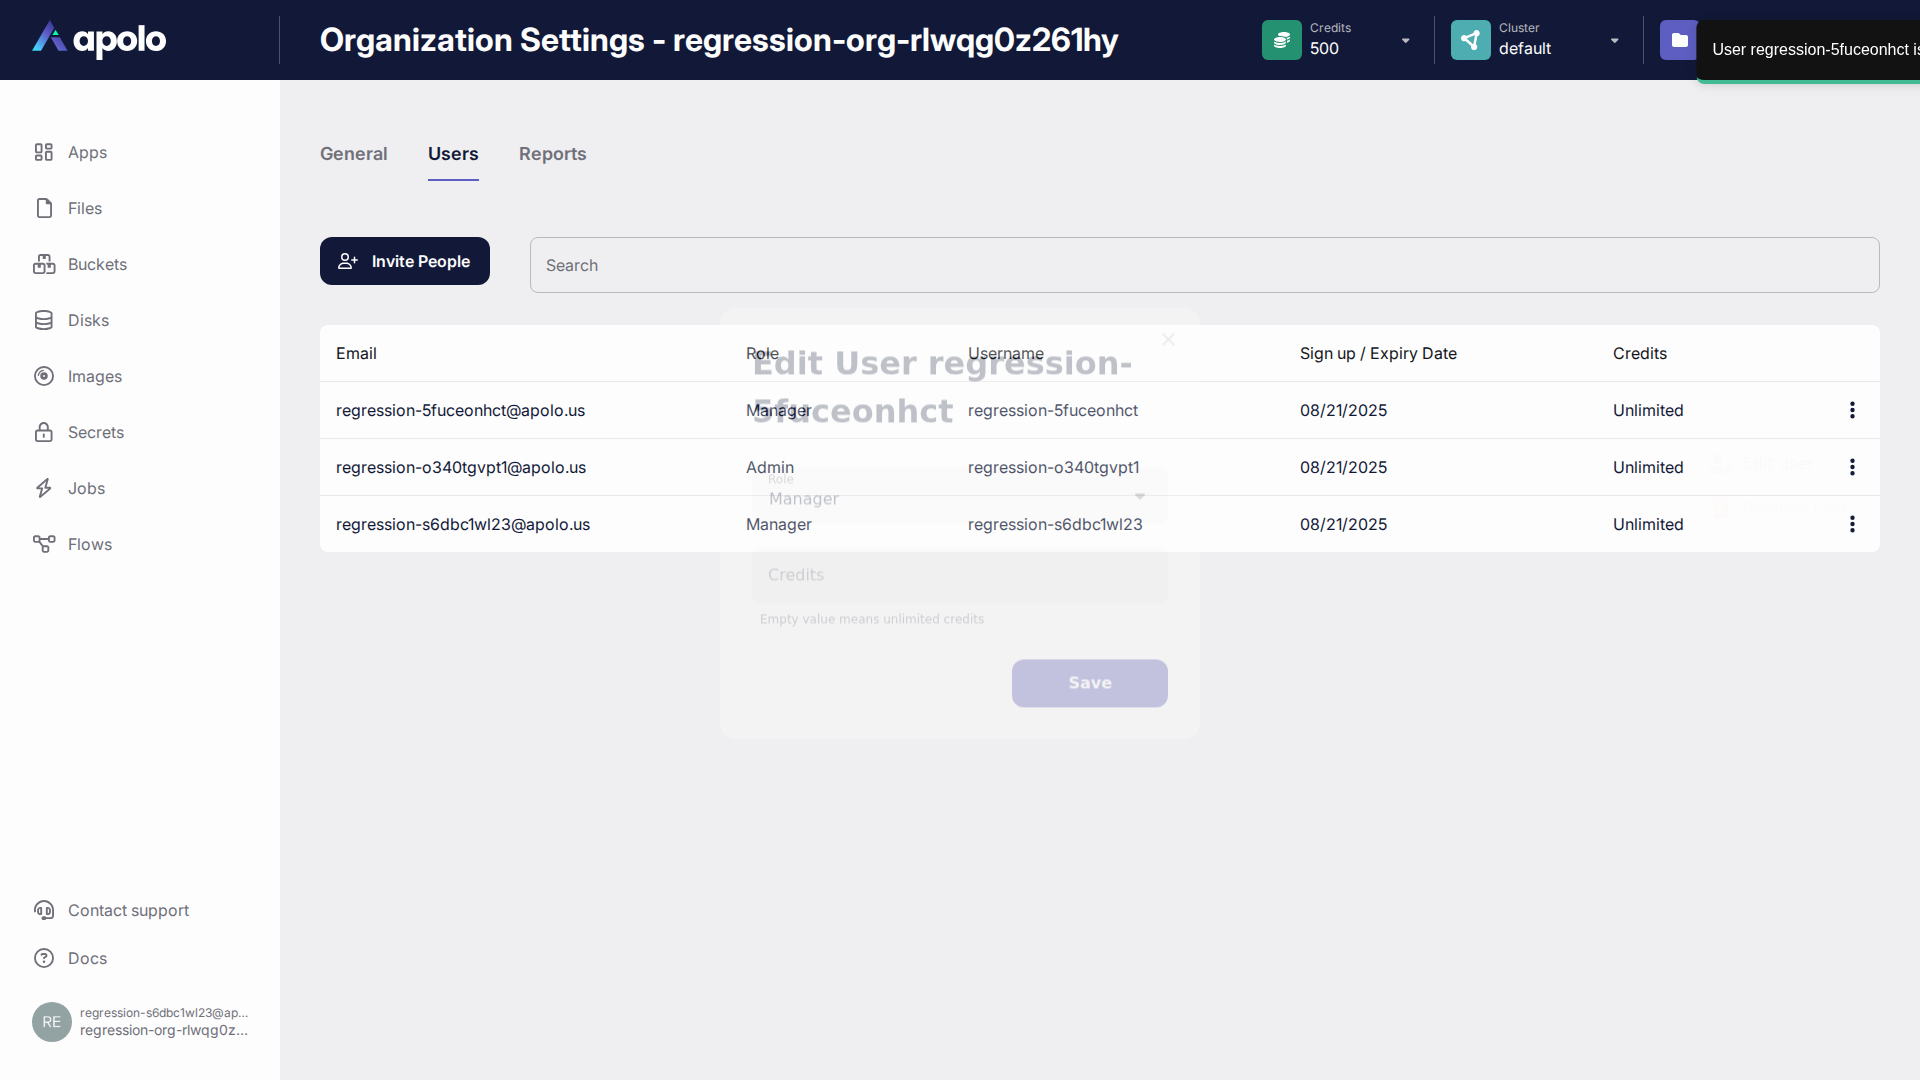 apolo
Organization Settings - regression-org-rlwqg0z261hy
Credits
500
Cluster
default
User regression-5fuceonhct is
Apps
Files
Buckets
Disks
Images
Secrets
Jobs
Flows
General
Users
Reports
Invite People
Search
Email
Role
Username
Sign up / Expiry Date
Credits
regression-5fuceonhct@apolo.us
Manager
regression-5fuceonhct
08/21/2025
Unlimited
regression-o340tgvpt1@apolo.us
Admin
regression-o340tgvpt1
08/21/2025
Unlimited
regression-s6dbc1wl23@apolo.us
Manager
regression-s6dbc1wl23
08/21/2025
Unlimited
Edit User regression-
5fuceonhct
Role
Manager
Credits
Empty value means unlimited credits
Save
Contact support
Docs
RE
regression-s6dbc1wl23@ap...
regression-org-rlwqg0z...